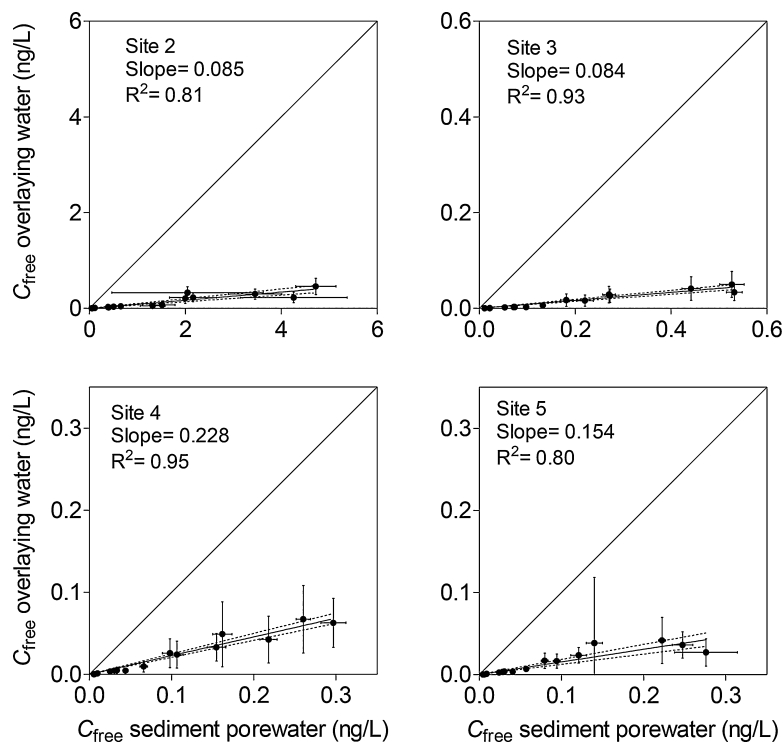 Site 2
Slope= 0.085
R²= 0.81
6
4
2
0
0
2
4
6
Site 3
Slope= 0.084
R²= 0.93
0.6
0.4
0.2
0.0
0.0
0.2
0.4
0.6
Cfree overlaying water (ng/L)
Site 4
Slope= 0.228
R²= 0.95
0.3
0.2
0.1
0.0
0.0
0.1
0.2
0.3
Site 5
Slope= 0.154
R²= 0.80
0.3
0.2
0.1
0.0
0.0
0.1
0.2
0.3
Cfree overlaying water (ng/L)
Cfree sediment porewater (ng/L)
Cfree sediment porewater (ng/L)